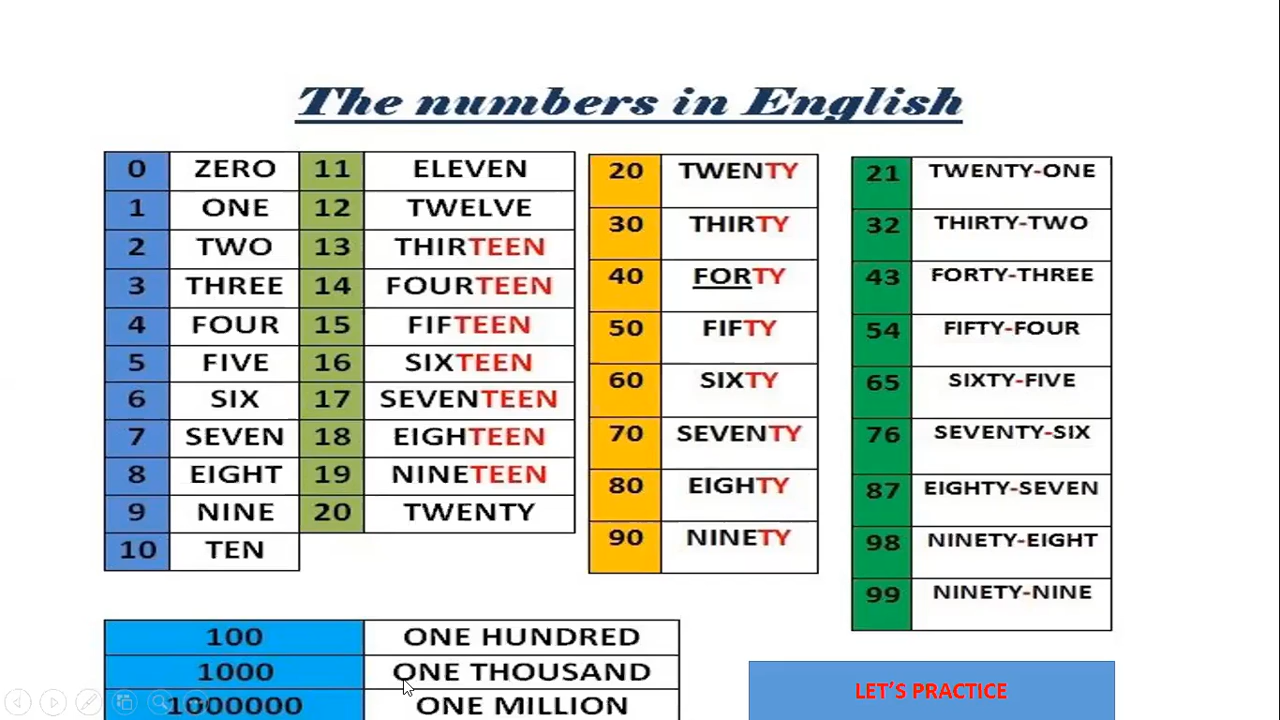 The numbers in English
0 ZERO 11 ELEVEN
1 ONE 12 TWELVE
2 TWO 13 THIRTEEN
3 THREE 14 FOURTEEN
4 FOUR 15 FIFTEEN
5 FIVE 16 SIXTEEN
6 SIX 17 SEVENTEEN
7 SEVEN 18 EIGHTEEN
8 EIGHT 19 NINETEEN
9 NINE 20 TWENTY
10 TEN
20 TWENTY
30 THIRTY
40 FORTY
50 FIFTY
60 SIXTY
70 SEVENTY
80 EIGHTY
90 NINETY
21 TWENTY-ONE
32 THIRTY-TWO
43 FORTY-THREE
54 FIFTY-FOUR
65 SIXTY-FIVE
76 SEVENTY-SIX
87 EIGHTY-SEVEN
98 NINETY-EIGHT
99 NINETY-NINE
100 ONE HUNDRED
1000 ONE THOUSAND
1000000 ONE MILLION
LET'S PRACTICE